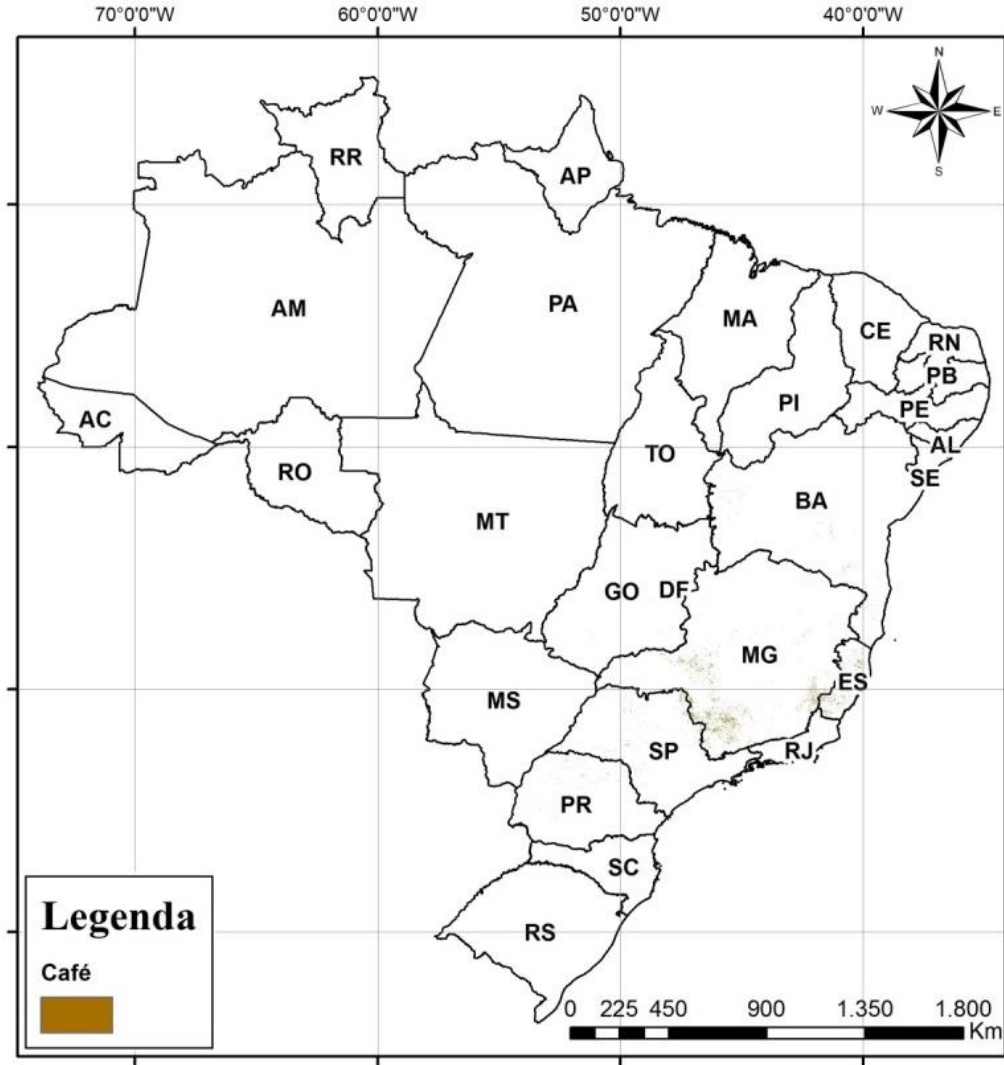 70°0'0"W 60°0'0"W 50°0'0"W 40°0'0"W
N
W E
S
RR
AP
AM
PA
MA
CE
RN
PB
PI
PE
AC
AL
TO
RO
SE
BA
MT
GO
DF
MG
ES
MS
SP
RJ
PR
SC
RS
Legenda
Café
0 225 450 900 1.350 1.800
Km